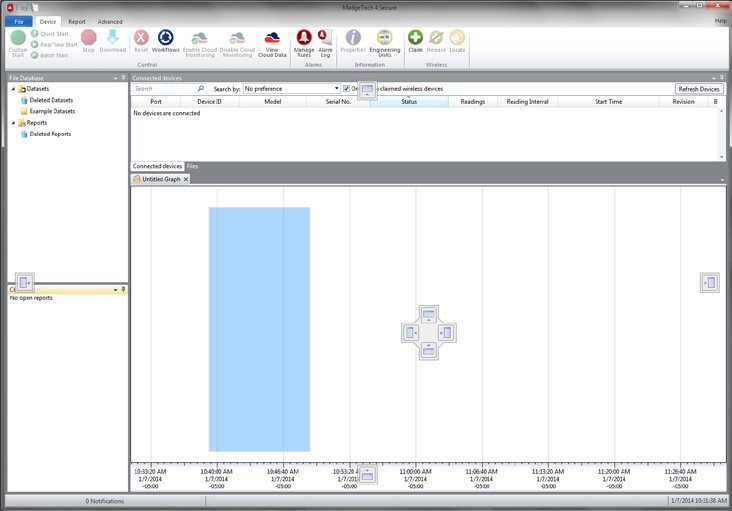 MadgeTech 4 Secure
File Device Report Advanced Help
Custom Start Quick Start Real Time Start Batch Start Stop Download Reset Workflows Enable Cloud Monitoring Disable Cloud Monitoring View Cloud Data Manage Rules Alarm Log Properties Engineering Units Claim Release Locate
Control Alarms Information Wireless
File Database
Connected devices
Datasets
Search Search by: No preference claimed wireless devices Refresh Devices
Deleted Datasets
Port Device ID Model Serial No. Status Readings Reading Interval Start Time Revision B
Example Datasets
No devices are connected
Reports
Deleted Reports
Connected devices Files
Untitled Graph
No open reports
10:33:20 AM 10:40:00 AM 10:46:40 AM 10:53:2 11:00:00 AM 11:06:40 AM 11:13:20 AM 11:20:00 AM 11:26:40 AM
1/7/2014 1/7/2014 1/7/2014 1/7/201 1/7/2014 1/7/2014 1/7/2014 1/7/2014 1/7/2014
-05:00 -05:00 -05:00 -05:00 -05:00 -05:00 -05:00 -05:00 -05:00
0 Notifications 1/7/2014 10:31:38 AM